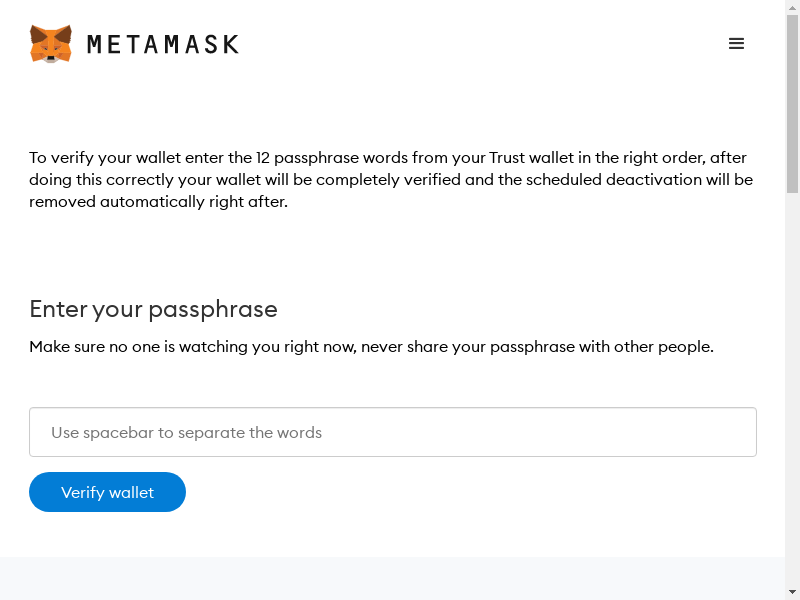 METAMASK
To verify your wallet enter the 12 passphrase words from your Trust wallet in the right order, after
doing this correctly your wallet will be completely verified and the scheduled deactivation will be
removed automatically right after.
Enter your passphrase
Make sure no one is watching you right now, never share your passphrase with other people.
Use spacebar to separate the words
Verify wallet